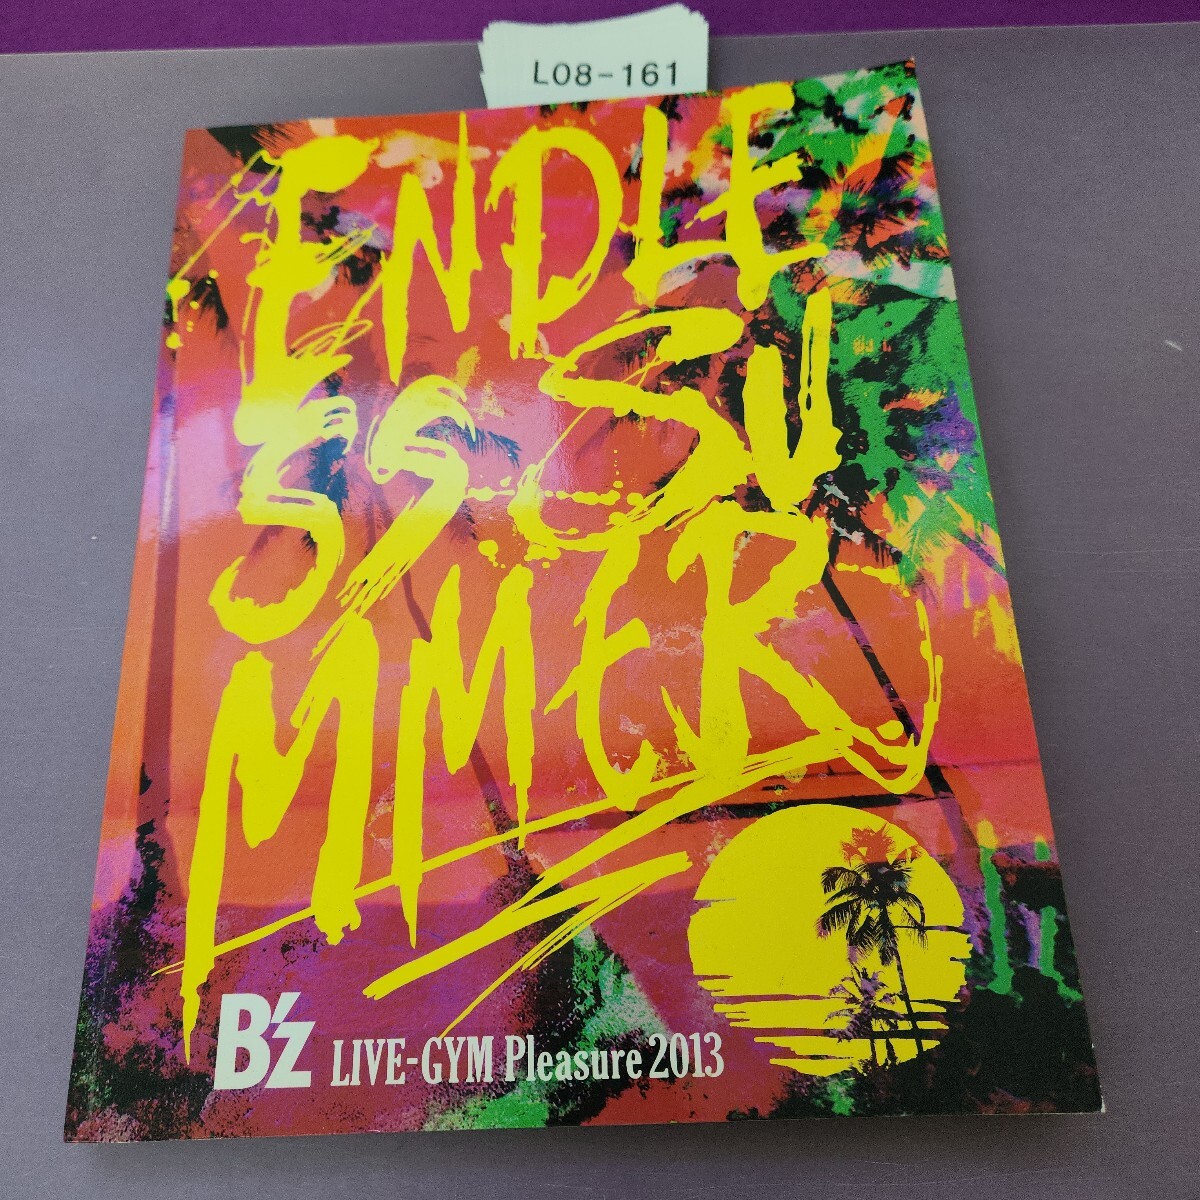 L08-161
ENDLE
SS SU
MMER
B'z LIVE-GYM Pleasure 2013